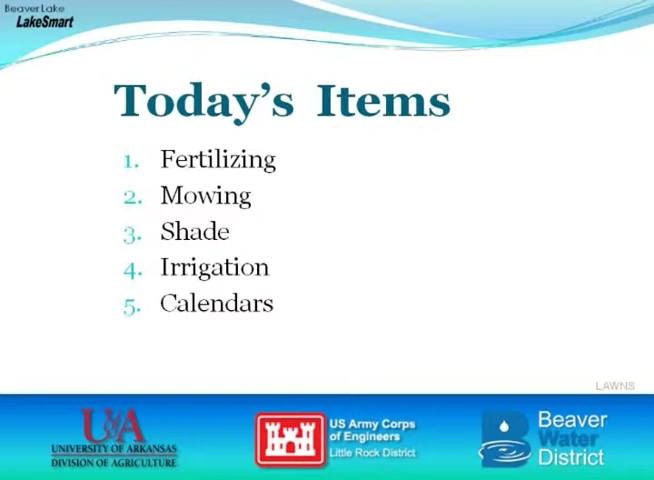 Beaver Lake
LakeSmart
Today's Items
1. Fertilizing
2. Mowing
3. Shade
4. Irrigation
5. Calendars
LAWNS
UofA
UNIVERSITY OF ARKANSAS
DIVISION OF AGRICULTURE
US Army Corps
of Engineers
Little Rock District
Beaver
Water
District